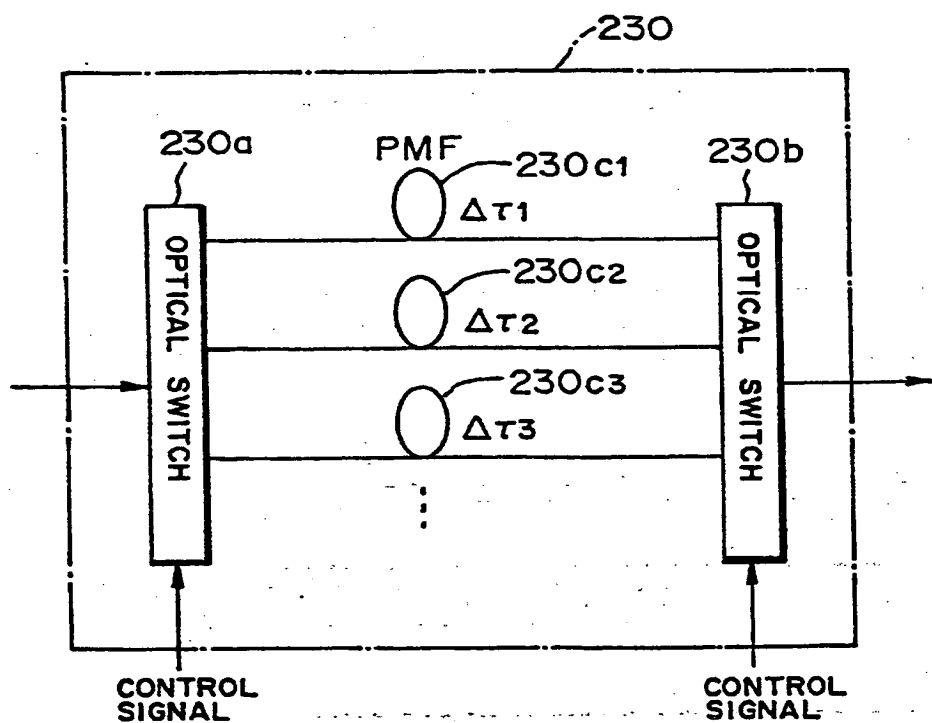 230
230a
PMF
230c1
230b
Δτ1
230c2
Δτ2
230c3
Δτ3
OPTICAL SWITCH
OPTICAL SWITCH
CONTROL
SIGNAL
CONTROL
SIGNAL